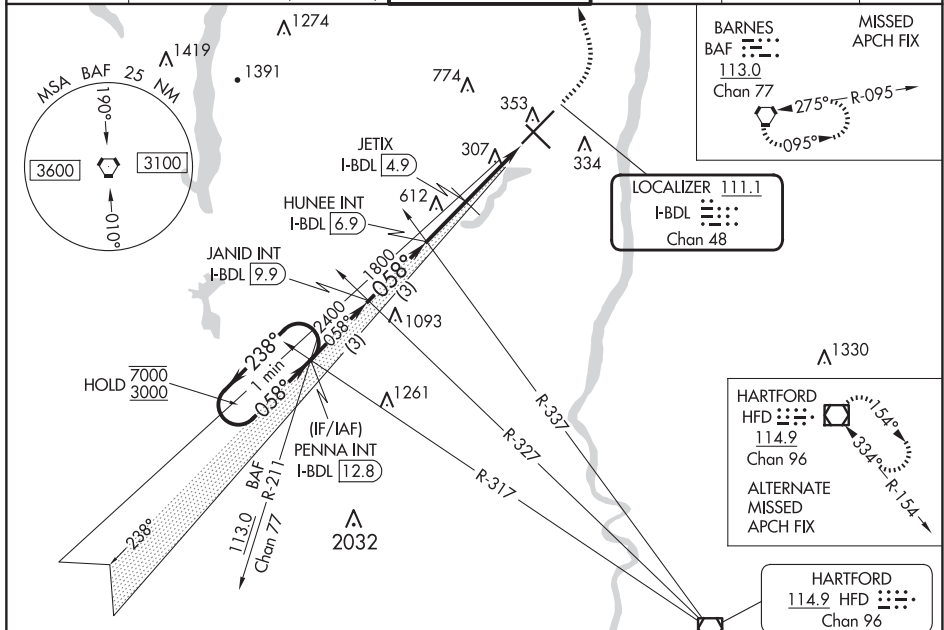 1274
1419
1391
MSA BAF 25 NM
190°
3600
3100
010°
774
353
334
307
JETIX
I-BDL 4.9
612
HUNEE INT
I-BDL 6.9
JANID INT
I-BDL 9.9
1800
058°
(3)
2400
058°
(3)
1093
238°
1 min
058°
HOLD 7000
3000
1261
(IF/IAF)
PENNA INT
I-BDL 12.8
BAF
R-211
113.0
Chan 77
238°
2032
R-337
R-327
R-317
1330
BARNES
BAF
113.0
Chan 77
MISSED
APCH FIX
275°
R-095
095°
LOCALIZER 111.1
I-BDL
Chan 48
HARTFORD
HFD
114.9
Chan 96
154°
334°
R-154
ALTERNATE
MISSED
APCH FIX
HARTFORD
114.9 HFD
Chan 96